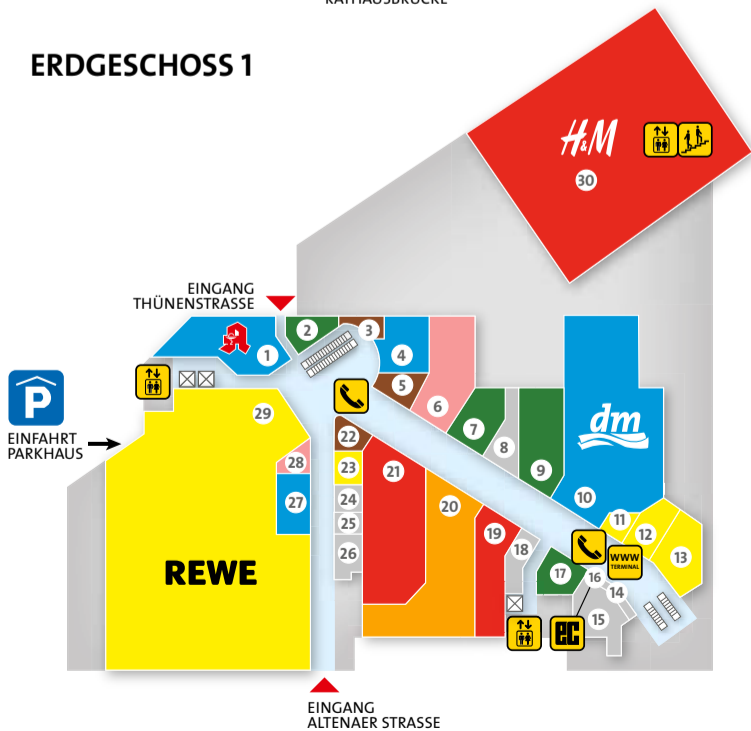 RATHAUSBRÜCKE
ERDGESCHOSS 1
H&M
30
EINGANG
THÜNENSTRASSE
1
2
3
4
5
6
7
8
9
dm
10
11
12
13
P
EINFAHRT
PARKHAUS
29
28
27
REWE
22
23
24
25
26
21
20
19
18
17
16
14
15
WWW
TERMINAL
EC
EINGANG
ALTENAER STRASSE